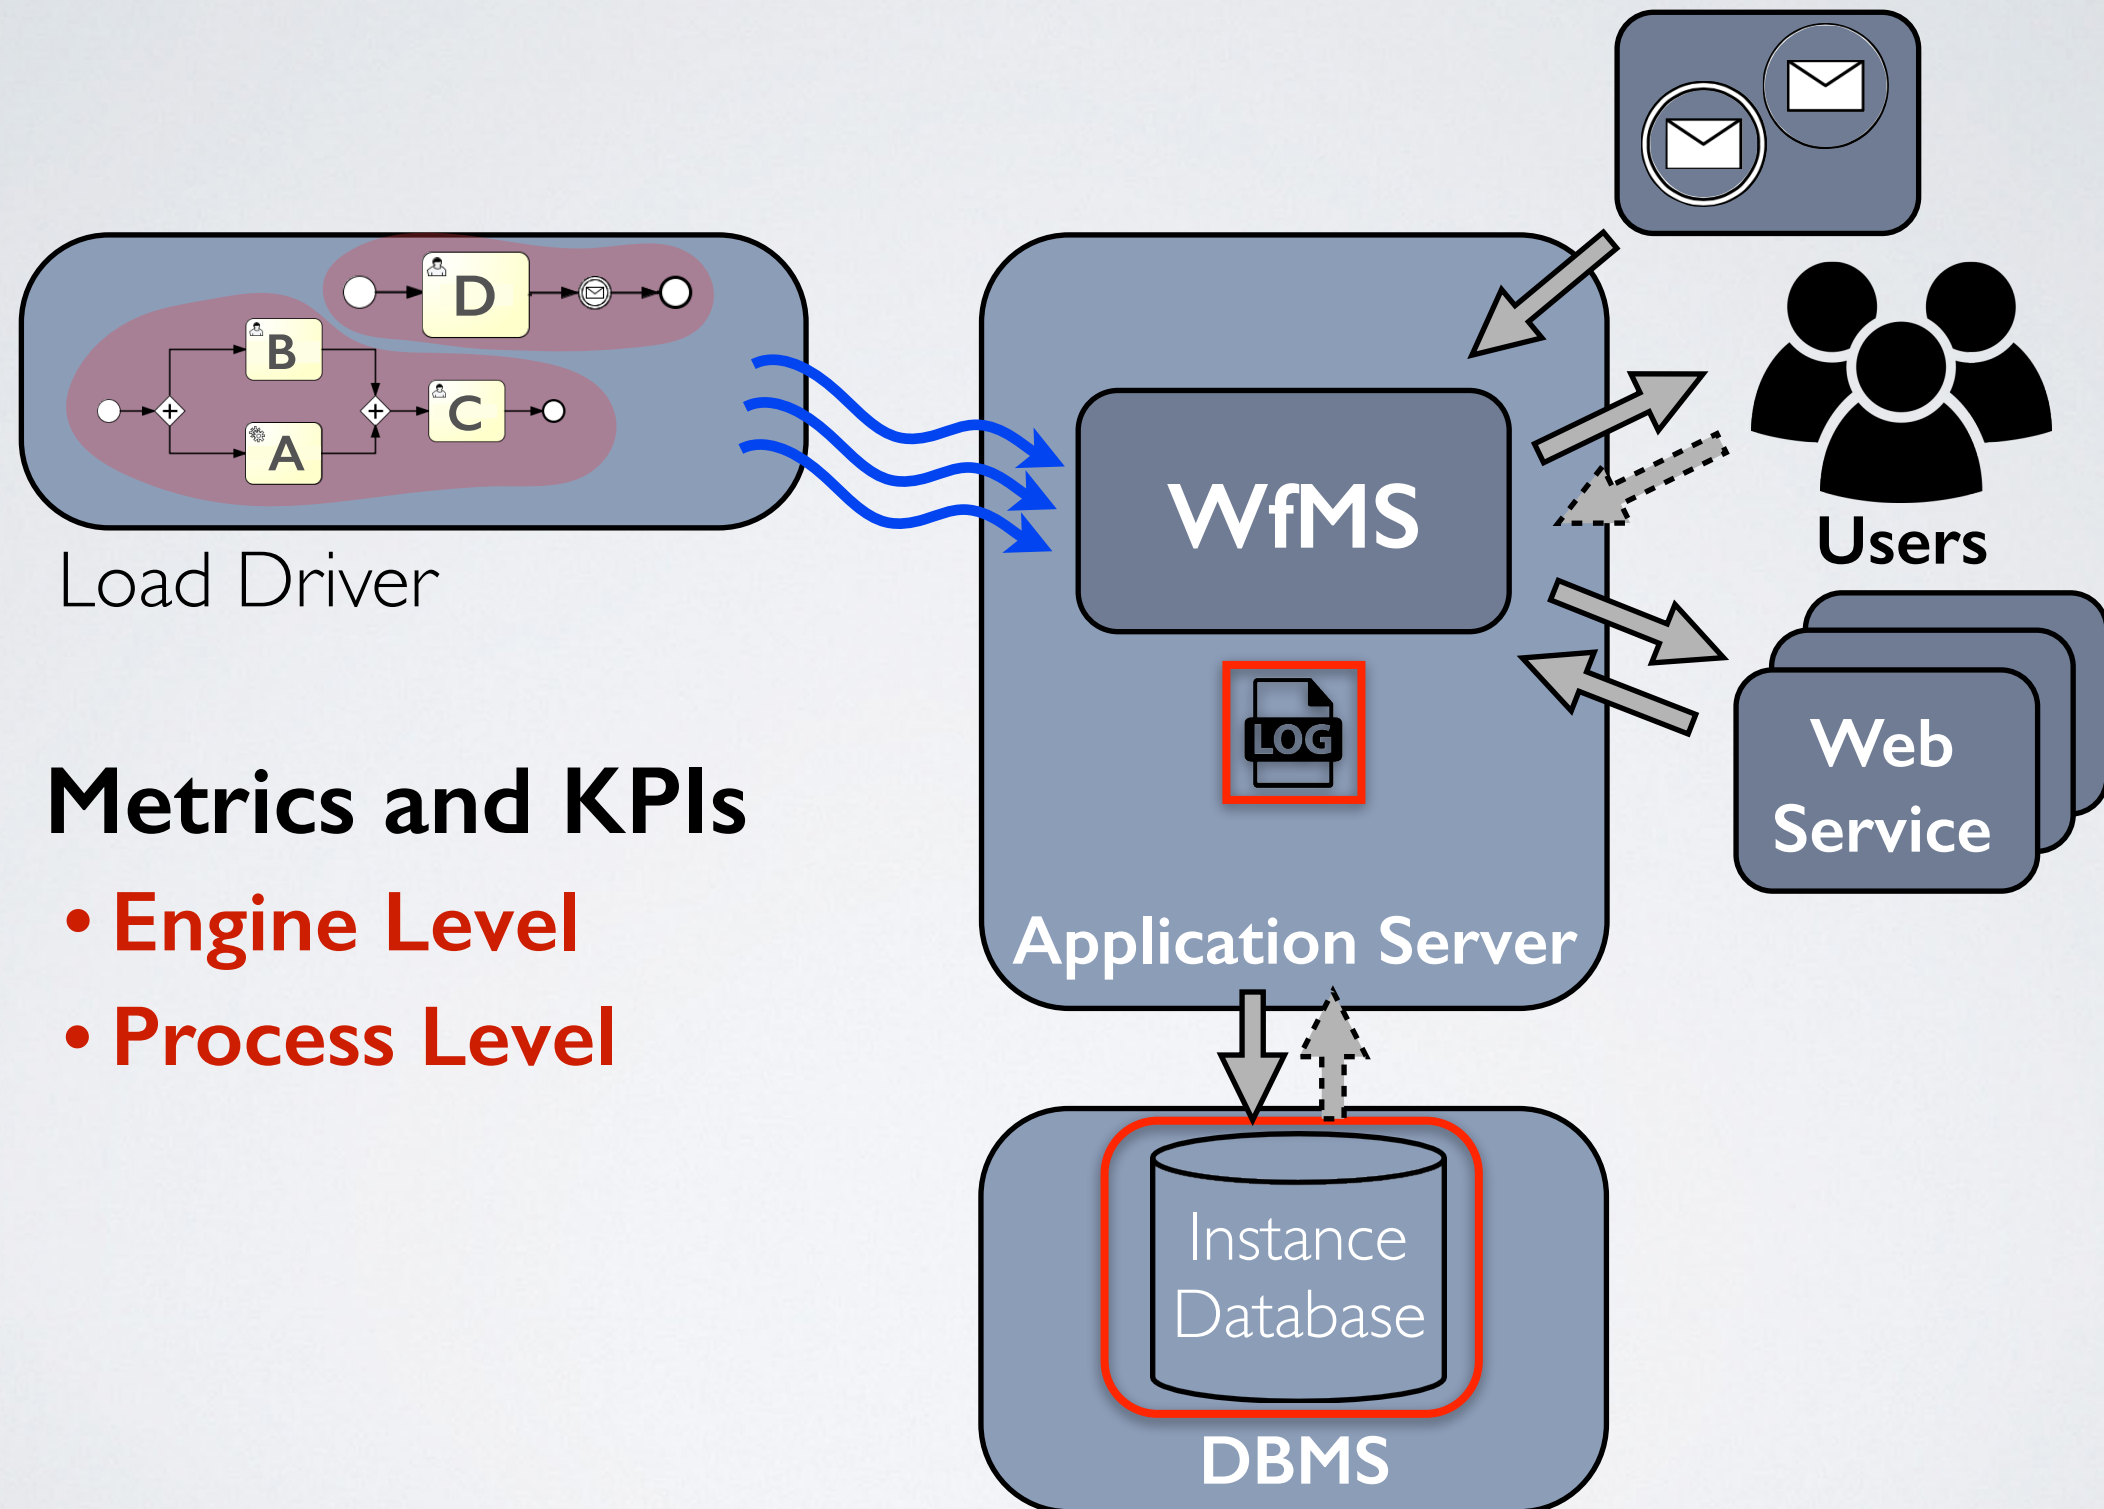 D
B
A
C
Load Driver
Metrics and KPIs
• Engine Level
• Process Level
WfMS
LOG
Application Server
Users
Web
Service
Instance
Database
DBMS